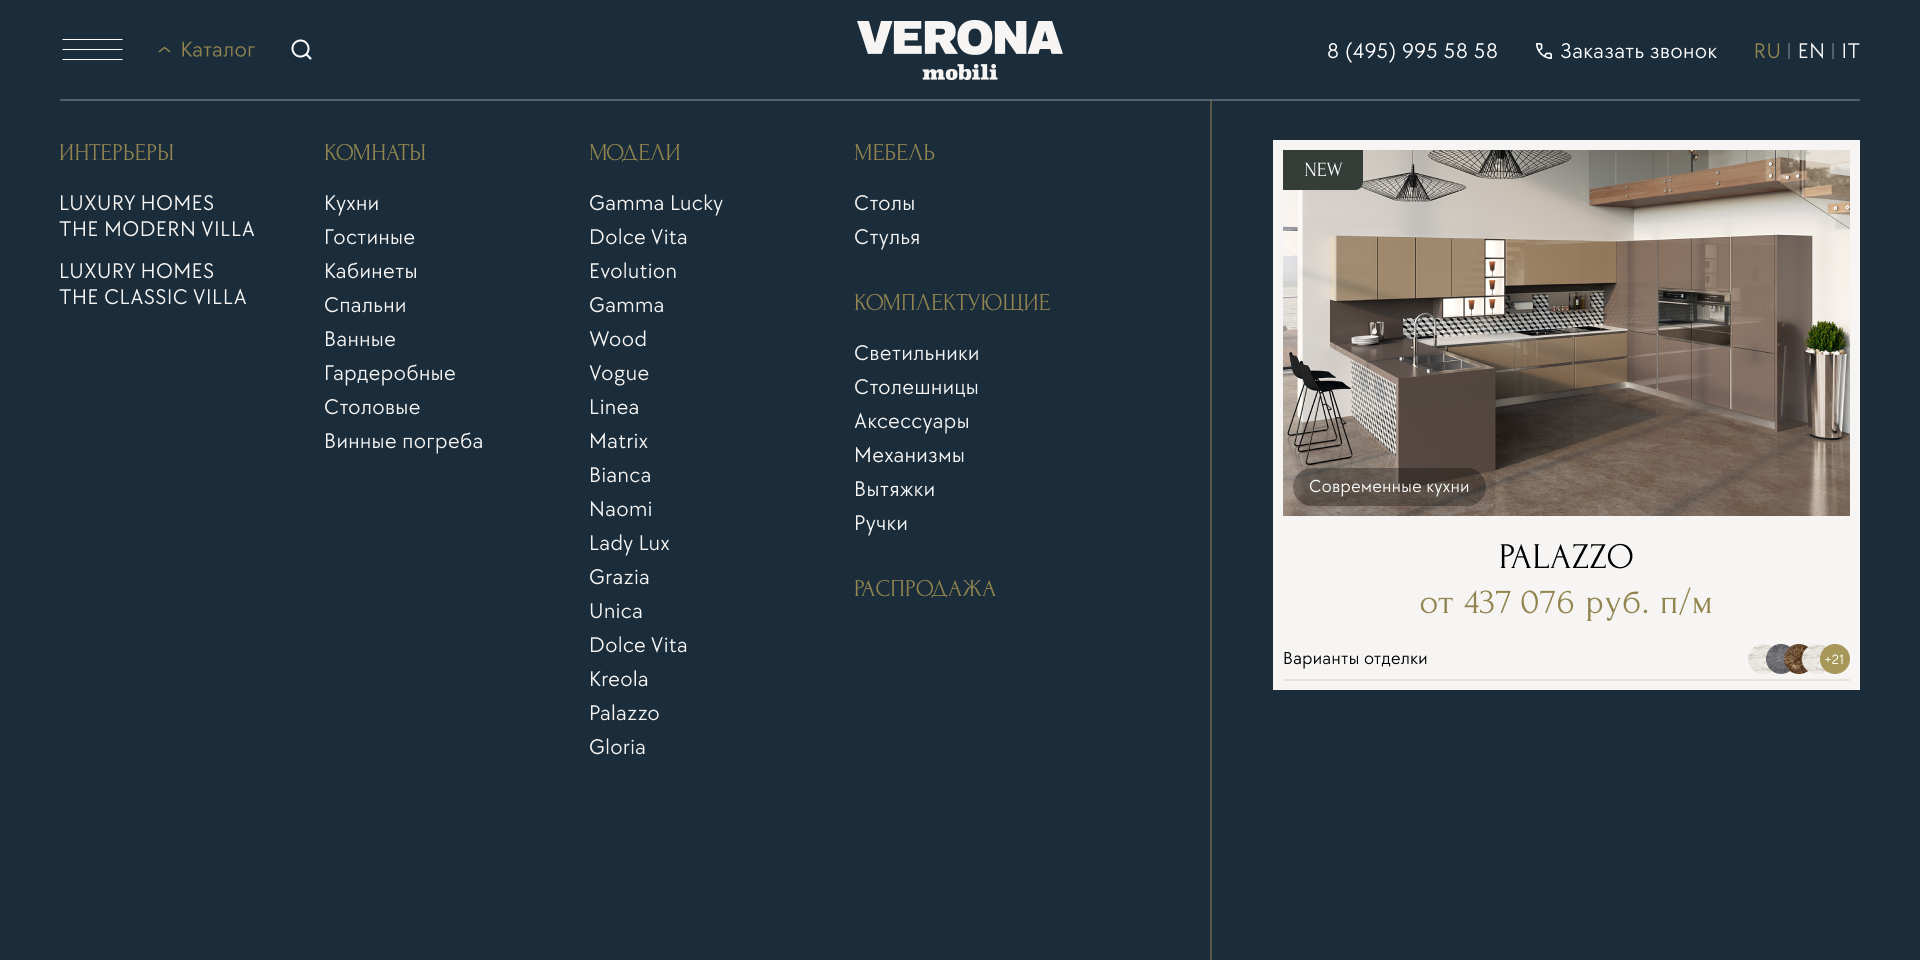 Каталог
VERONA
mobili
8 (495) 995 58 58
Заказать звонок
RU | EN | IT
ИНТЕРЬЕРЫ
LUXURY HOMES
THE MODERN VILLA
LUXURY HOMES
THE CLASSIC VILLA
КОМНАТЫ
Кухни
Гостиные
Кабинеты
Спальни
Ванные
Гардеробные
Столовые
Винные погреба
МОДЕЛИ
Gamma Lucky
Dolce Vita
Evolution
Gamma
Wood
Vogue
Linea
Matrix
Bianca
Naomi
Lady Lux
Grazia
Unica
Dolce Vita
Kreola
Palazzo
Gloria
МЕБЕЛЬ
Столы
Стулья
КОМПЛЕКТУЮЩИЕ
Светильники
Столешницы
Аксессуары
Механизмы
Вытяжки
Ручки
РАСПРОДАЖА
NEW
Современные кухни
PALAZZO
от 437 076 руб. п/м
Варианты отделки
+21